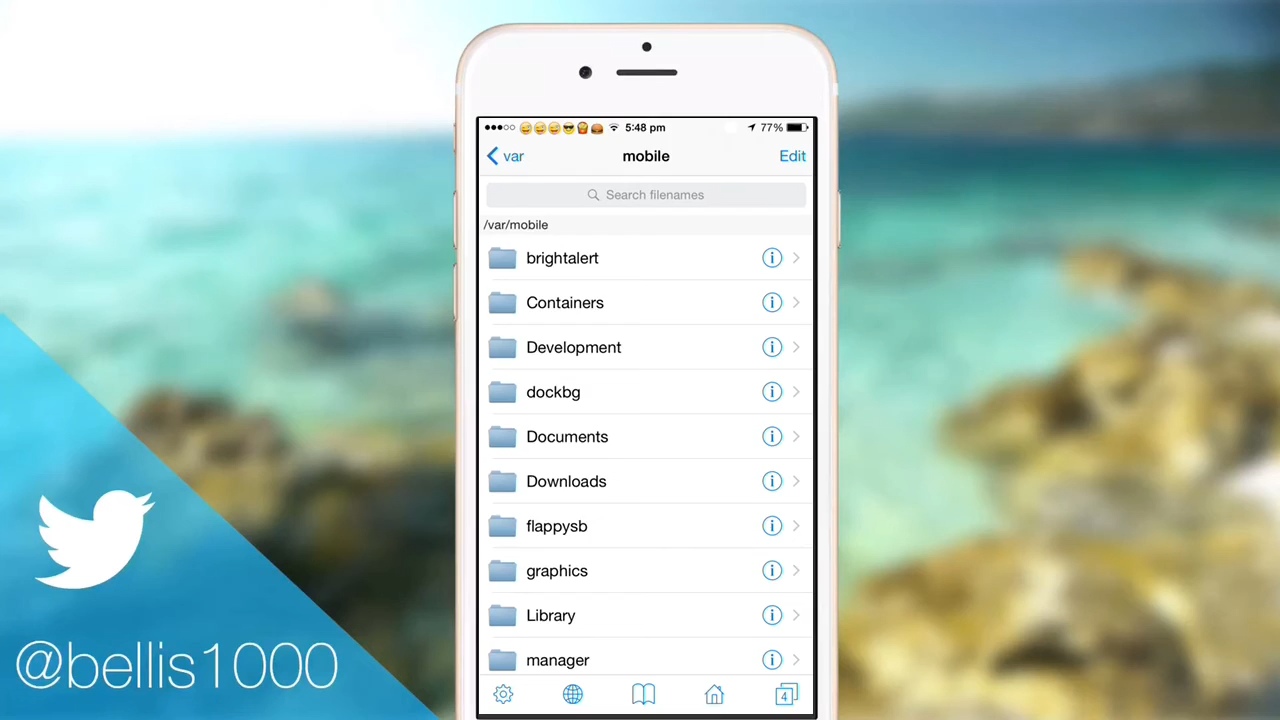 😅😅😅😎🍟🍔 5:48 pm 77%
var mobile Edit
Search filenames
/var/mobile
brightalert
Containers
Development
dockbg
Documents
Downloads
flappysb
graphics
Library
manager
4
@bellis1000